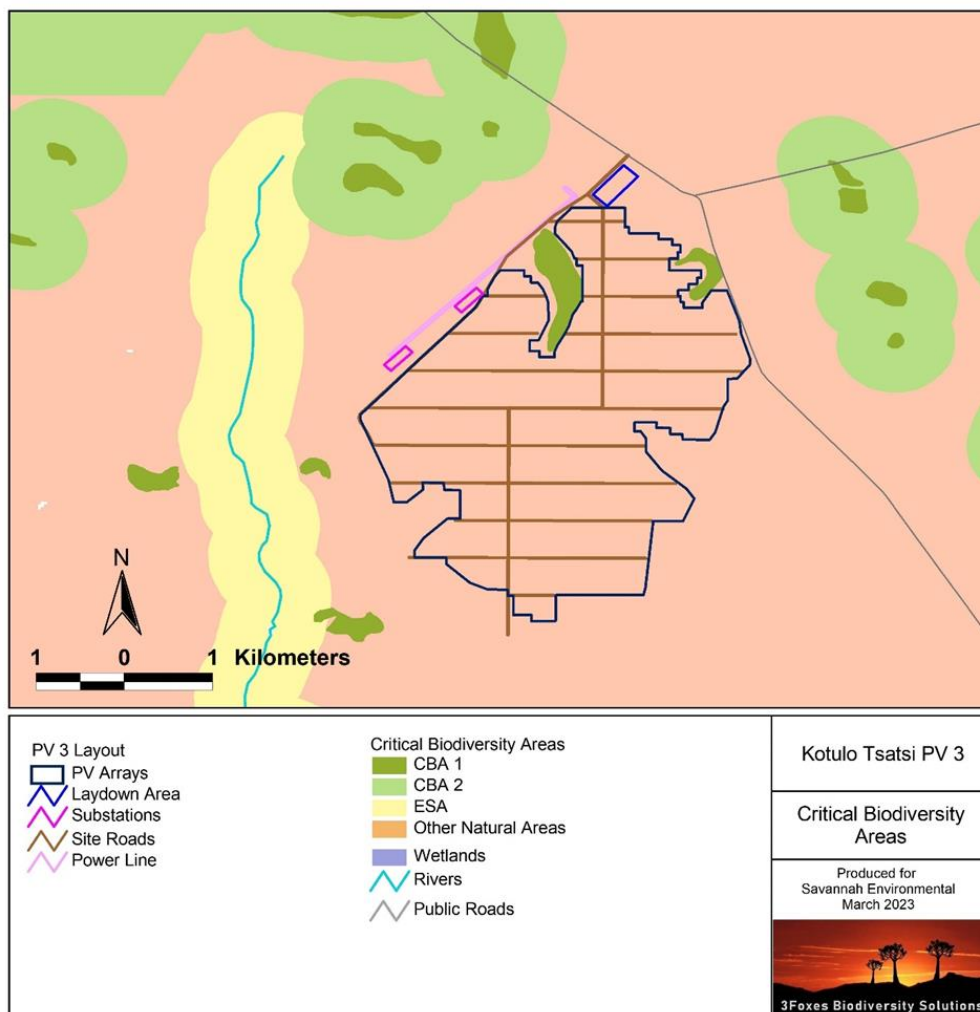 N
1 0 1 Kilometers
PV 3 Layout
PV Arrays
Laydown Area
Substations
Site Roads
Power Line
Critical Biodiversity Areas
CBA 1
CBA 2
ESA
Other Natural Areas
Wetlands
Rivers
Public Roads
Kotulo Tsatsi PV 3
Critical Biodiversity
Areas
Produced for
Savannah Environmental
March 2023
3Foxes Biodiversity Solutions